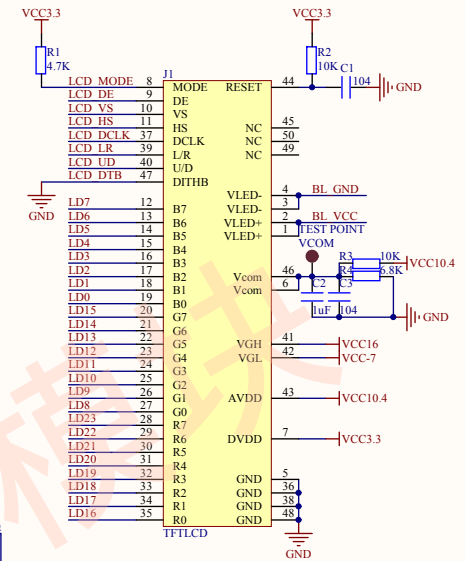 VCC3.3 VCC3.3
R1 R2
4.7K 10K C1
J1
LCD_MODE 8 MODE RESET 44 104 GND
LCD_DE 9 DE
LCD_VS 10 VS
LCD_HS 11 HS NC 45
LCD_DCLK 37 DCLK NC 50
LCD_LR 39 L/R NC 49
LCD_UD 40 U/D
LCD_DTB 47 DITHB
VLED- 4 BL_GND
GND
LD7 12 B7 VLED- 3
LD6 13 B6 VLED+ 2 BL_VCC
LD5 14 B5 VLED+ 1 TEST POINT
LD4 15 B4 VCOM
LD3 16 B3 R3 10K
LD2 17 B2 Vcom 46 R4 6.8K VCC10.4
LD1 18 B1 Vcom 6 C2 C3
LD0 19 B0
LD15 20 G7 1uF 104 GND
LD14 21 G6
LD13 22 G5 VGH 41 VCC16
LD12 23 G4 VGL 42 VCC-7
LD11 24 G3
LD10 25 G2
LD9 26 G1 AVDD 43 VCC10.4
LD8 27 G0
LD23 28 R7
LD22 29 R6 DVDD 7 VCC3.3
LD21 30 R5
LD20 31 R4
LD19 32 R3 GND 5
LD18 33 R2 GND 36
LD17 34 R1 GND 38
LD16 35 R0 GND 48
TFTLCD
GND
模块